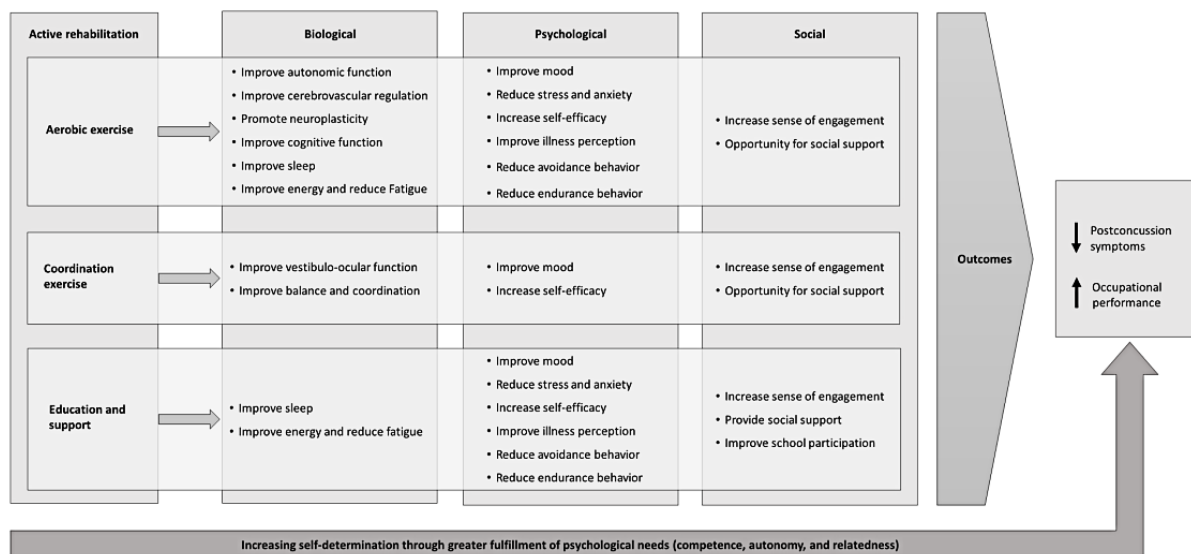 Active rehabilitation
Biological
Psychological
Social
Aerobic exercise
• Improve autonomic function
• Improve cerebrovascular regulation
• Promote neuroplasticity
• Improve cognitive function
• Improve sleep
• Improve energy and reduce Fatigue
• Improve mood
• Reduce stress and anxiety
• Increase self-efficacy
• Improve illness perception
• Reduce avoidance behavior
• Reduce endurance behavior
• Increase sense of engagement
• Opportunity for social support
Coordination
exercise
• Improve vestibulo-ocular function
• Improve balance and coordination
• Improve mood
• Increase self-efficacy
• Increase sense of engagement
• Opportunity for social support
Education and
support
• Improve sleep
• Improve energy and reduce fatigue
• Improve mood
• Reduce stress and anxiety
• Increase self-efficacy
• Improve illness perception
• Reduce avoidance behavior
• Reduce endurance behavior
• Increase sense of engagement
• Provide social support
• Improve school participation
Outcomes
Postconcussion
symptoms
Occupational
performance
Increasing self-determination through greater fulfillment of psychological needs (competence, autonomy, and relatedness)